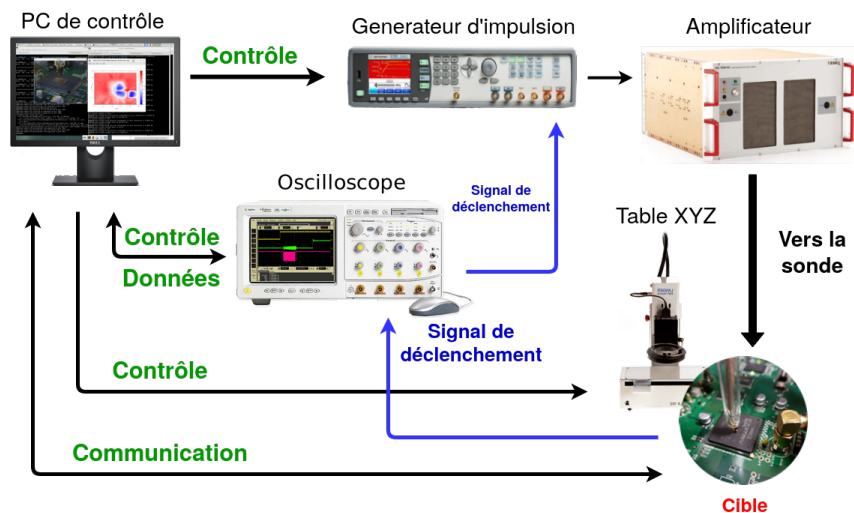 PC de contrôle
Generateur d'impulsion
Amplificateur
Contrôle
Oscilloscope
Signal de
déclenchement
Table XYZ
Contrôle
Données
Vers la
sonde
Signal de
déclenchement
Contrôle
Communication
Cible